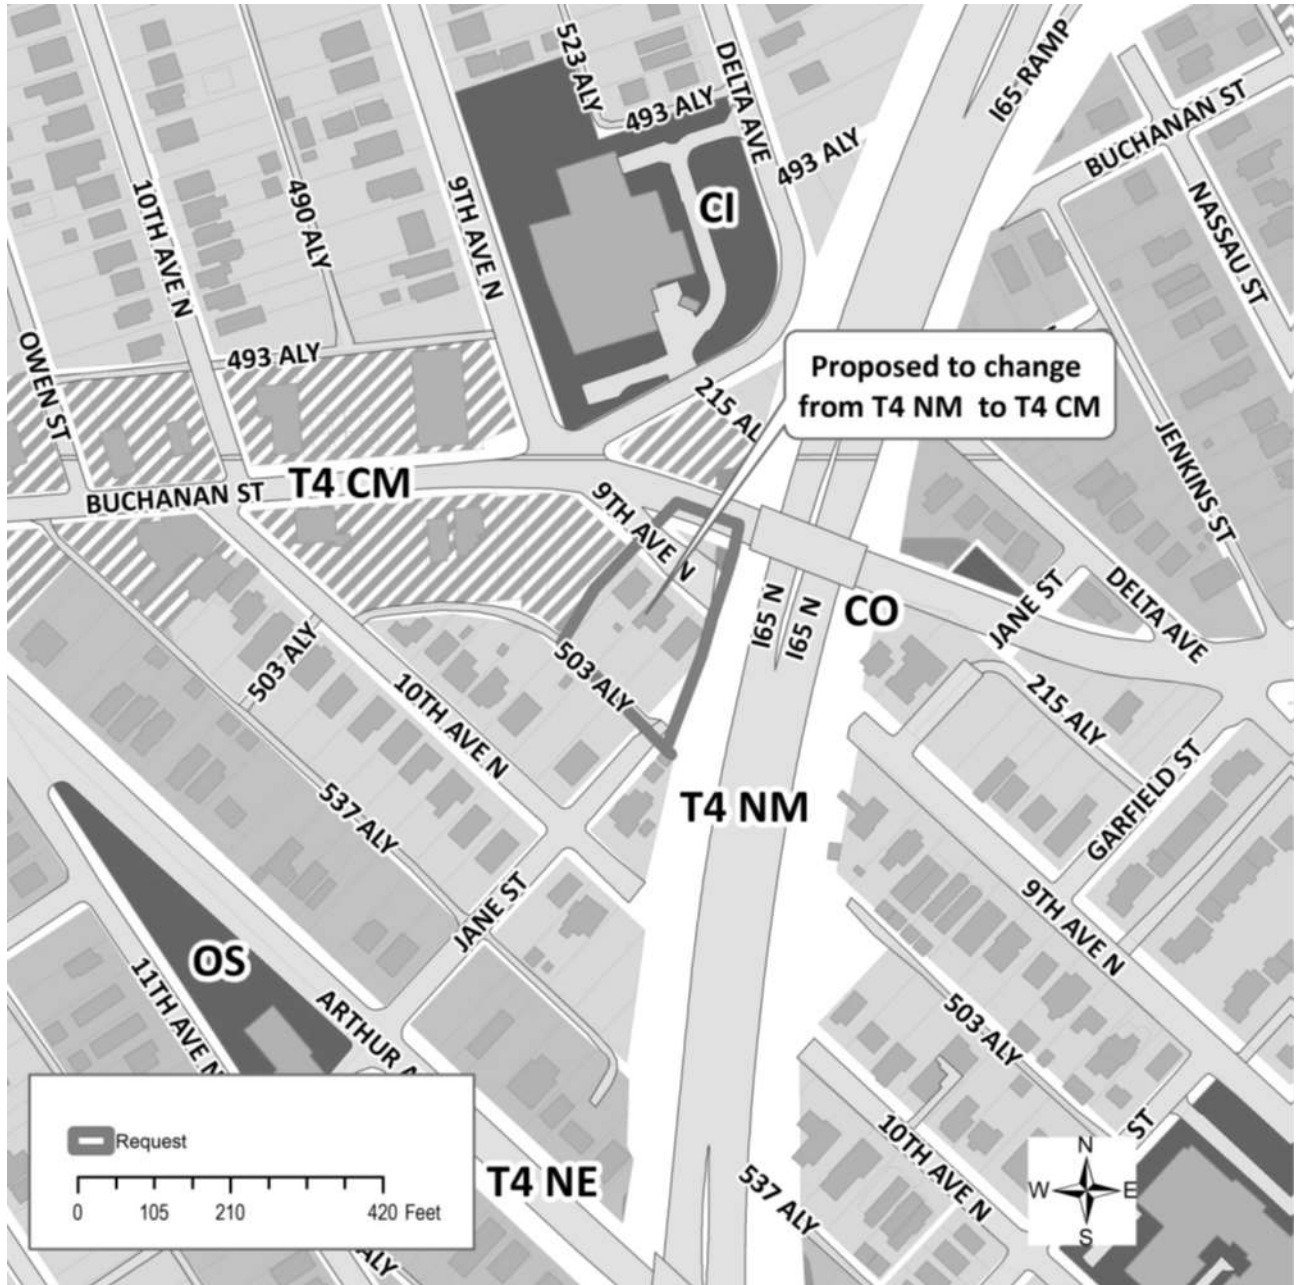 523 ALY
DELTA AVE
I65 RAMP
493 ALY
BUCHANAN ST
493 ALY
10TH AVE N
490 ALY
9TH AVE N
CI
NASSAU ST
OWEN ST
493 ALY
Proposed to change
from T4 NM to T4 CM
215 AL
JENKINS ST
T4 CM
BUCHANAN ST
9TH AVE N
I65 N
I65 N
CO
JANE ST
DELTA AVE
503 ALY
503 ALY
10TH AVE N
215 ALY
T4 NM
GARFIELD ST
537 ALY
JANE ST
9TH AVE N
OS
11TH AVE N
ARTHUR A
503 ALY
10TH AVE N
ST
537 ALY
T4 NE
ALY
Request
0 105 210 420 Feet
N
W E
S